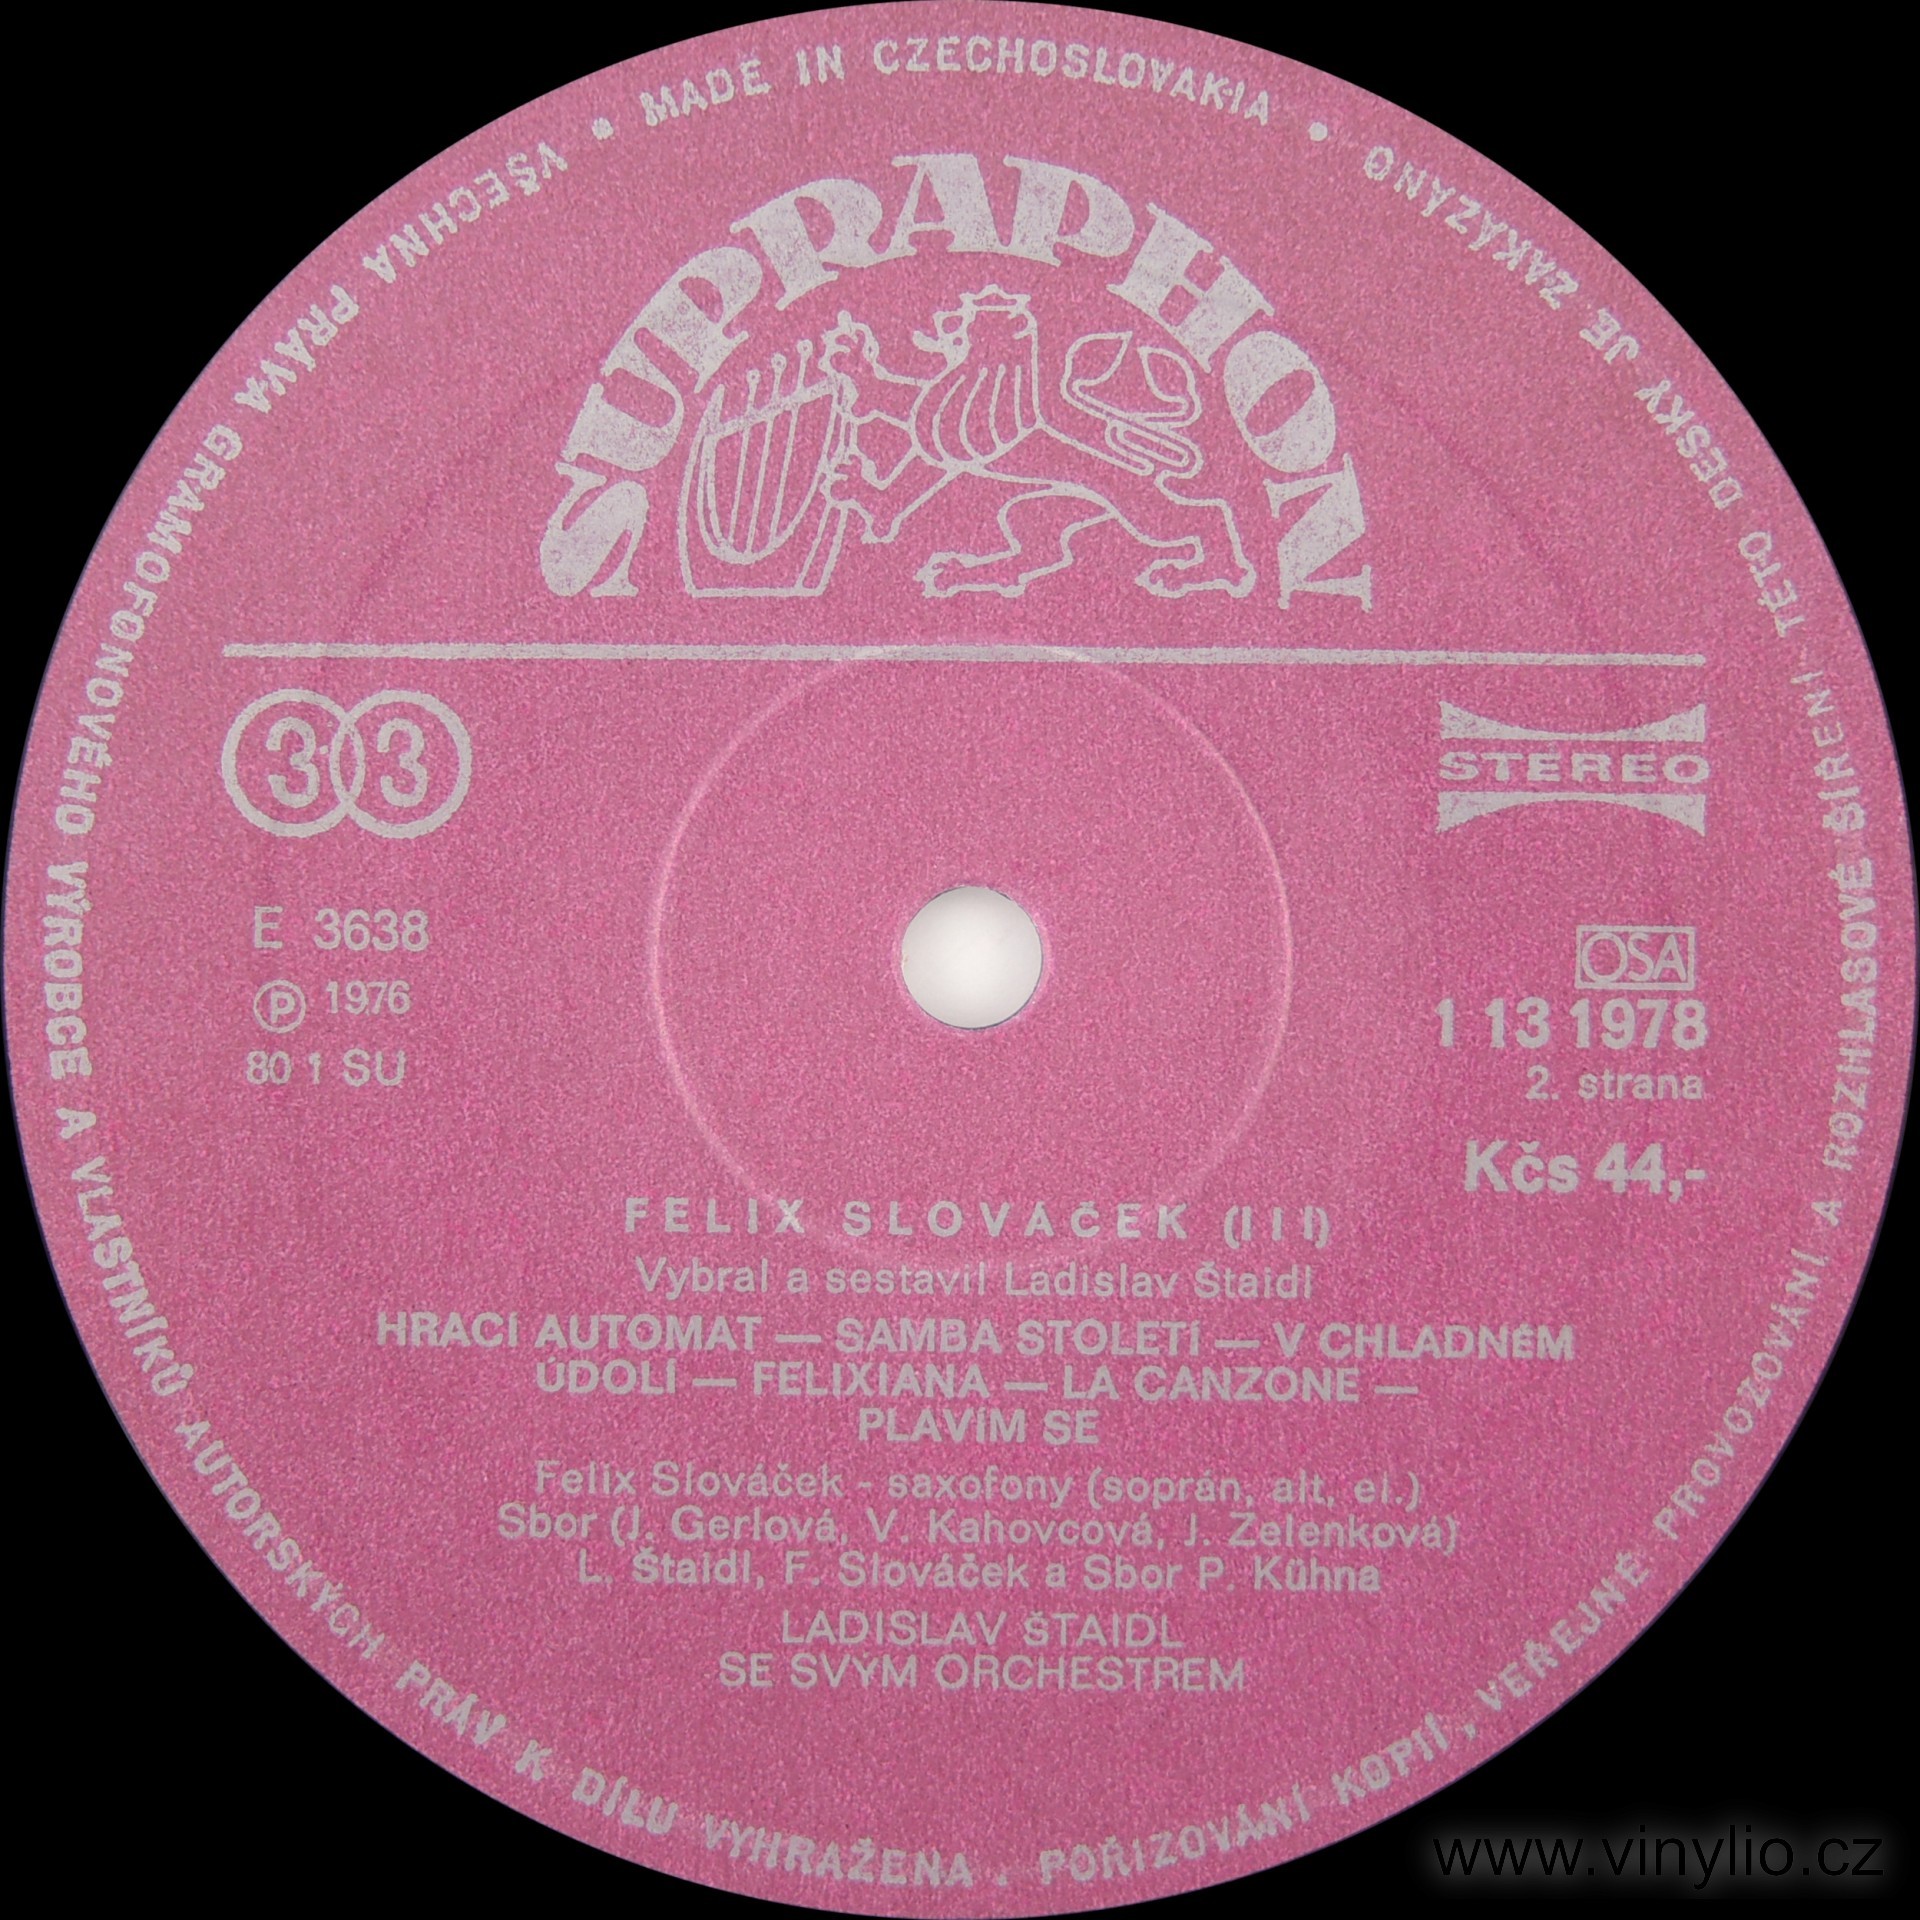 VŠECHNA PRÁVA GRAMOFONOVÉHO VÝROBCE A VLASTNÍKŮ AUTORSKÝCH PRÁV K DÍLU VYHRAŽENA . POŘIZOVÁNÍ KOPIÍ, VEŘEJNÉ PROVOZOVÁNÍ A ROZHLASOVÉ ŠÍŘENÍ TÉTO DESKY JE ZAKÁZÁNO • MADE IN CZECHOSLOVAKIA •
SUPRAPHON
33
STEREO
E 3638
Ⓟ 1976
80 1 SU
OSA
1 13 1978
2. strana
Kčs 44,-
FELIX SLOVÁČEK (III)
Vybral a sestavil Ladislav Štaidl
HRACÍ AUTOMAT — SAMBA STOLETÍ — V CHLADNÉM
ÚDOLÍ — FELIXIANA — LA CANZONE —
PLAVÍM SE
Felix Slováček - saxofony (soprán, alt, el.)
Sbor (J. Gerlová, V. Kahovcová, J. Zelenková)
L. Štaidl, F. Slováček a Sbor P. Kühna
LADISLAV ŠTAIDL
SE SVÝM ORCHESTREM
www.vinylio.cz